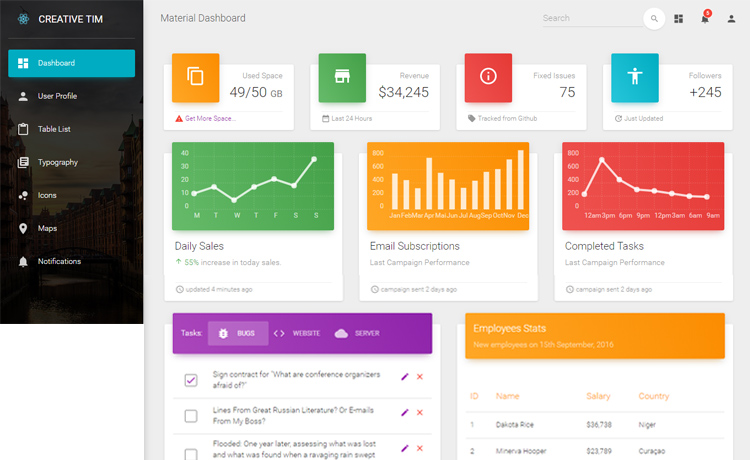 CREATIVE TIM
Material Dashboard
Search
5
Dashboard
User Profile
Table List
Typography
Icons
Maps
Notifications
Used Space
49/50 GB
Get More Space...
Revenue
$34,245
Last 24 Hours
Fixed Issues
75
Tracked from Github
Followers
+245
Just Updated
40
30
20
10
0
M T W T F S S
Daily Sales
55% increase in today sales.
updated 4 minutes ago
800
600
400
200
0
Jan Feb Mar Apr Mai Jun Jul Aug Sep Oct Nov Dec
Email Subscriptions
Last Campaign Performance
campaign sent 2 days ago
800
600
400
200
0
12am 3pm 6pm 9pm 12pm 3am 6am 9am
Completed Tasks
Last Campaign Performance
campaign sent 2 days ago
Tasks: BUGS WEBSITE SERVER
Sign contract for "What are conference organizers
afraid of?"
Lines From Great Russian Literature? Or E-mails
From My Boss?
Flooded: One year later, assessing what was lost
and what was found when a ravaging rain swept
Employees Stats
New employees on 15th September, 2016
ID Name Salary Country
1 Dakota Rice $36,738 Niger
2 Minerva Hooper $23,789 Curaçao